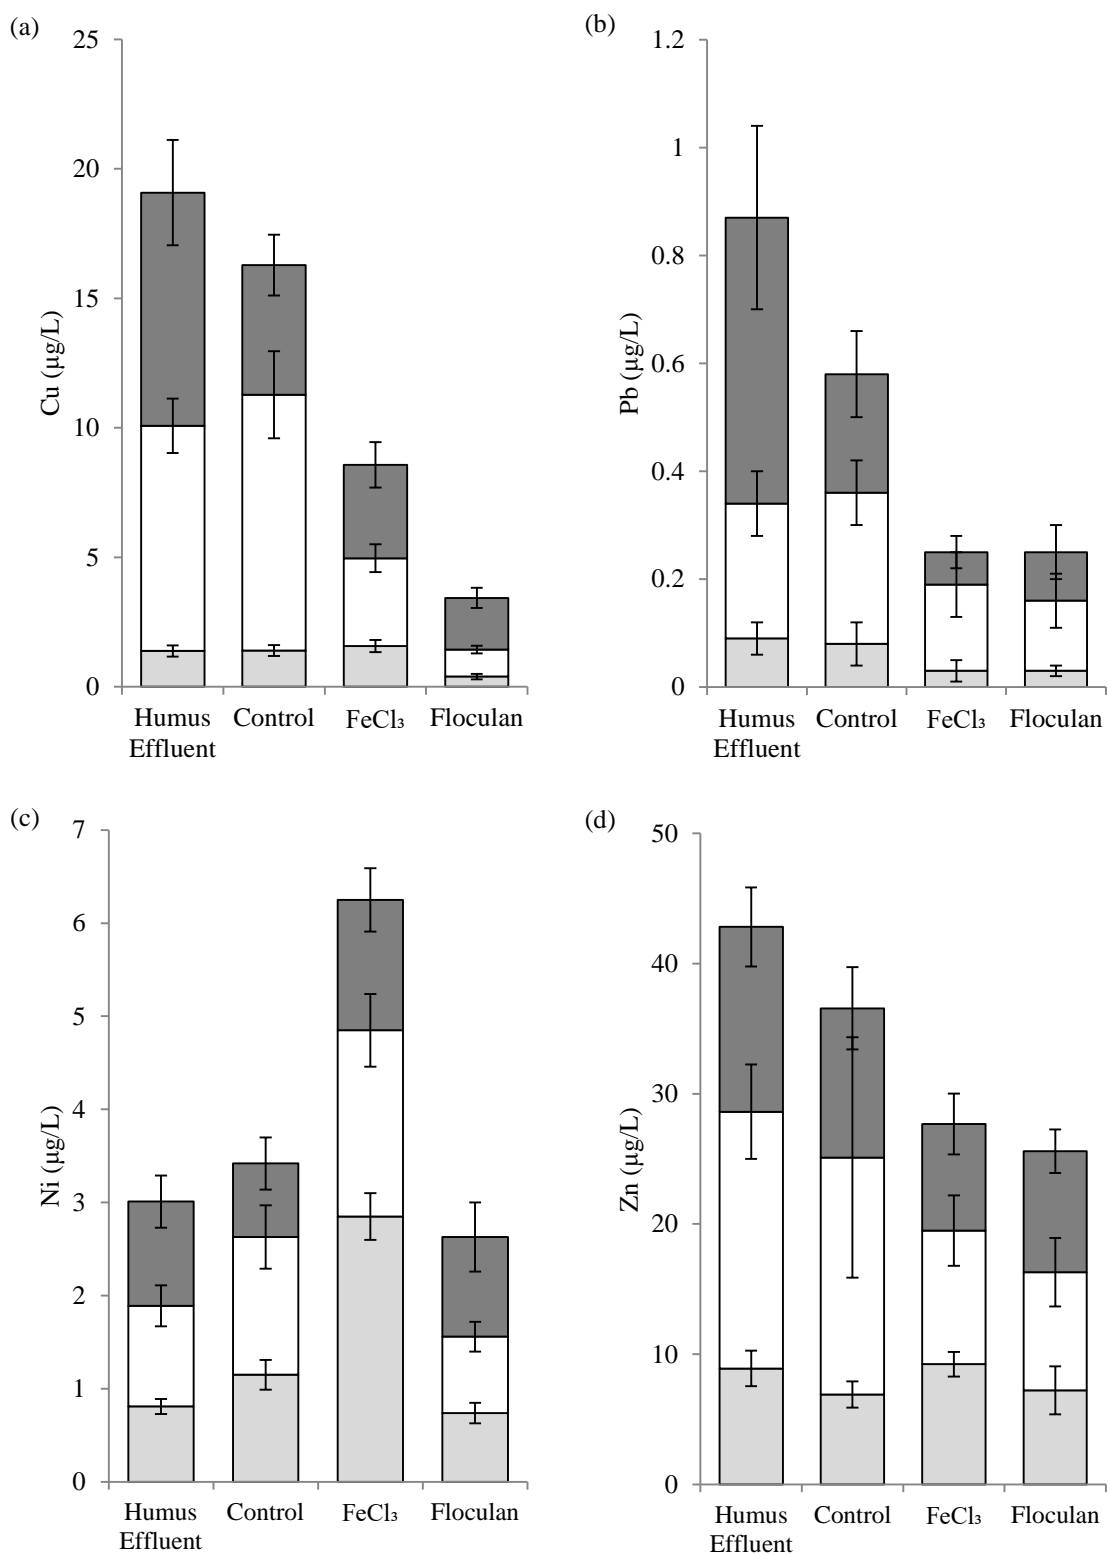 (a)
25
20
15
10
5
0
Cu (µg/L)
Humus
Effluent
Control
FeCl₃
Floculan
(b)
1.2
1
0.8
0.6
0.4
0.2
0
Pb (µg/L)
Humus
Effluent
Control
FeCl₃
Floculan
(c)
7
6
5
4
3
2
1
0
Ni (µg/L)
Humus
Effluent
Control
FeCl₃
Floculan
(d)
50
40
30
20
10
0
Zn (µg/L)
Humus
Effluent
Control
FeCl₃
Floculan